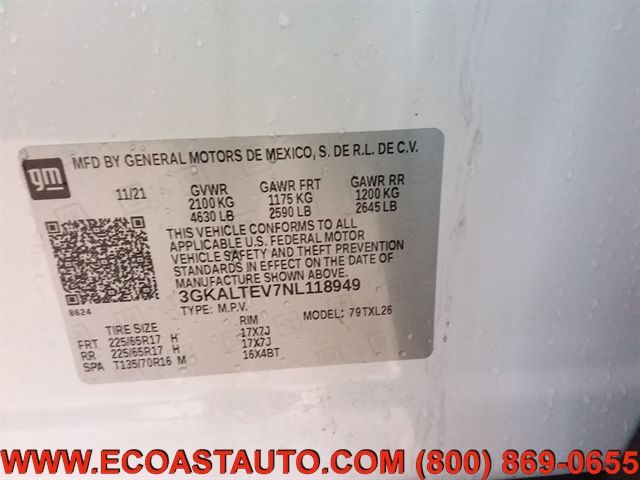 gm
MFD BY GENERAL MOTORS DE MEXICO, S. DE R.L. DE C.V.
11/21 GVWR GAWR FRT GAWR RR
2100 KG 1175 KG 1200 KG
4630 LB 2590 LB 2645 LB
THIS VEHICLE CONFORMS TO ALL
APPLICABLE U.S. FEDERAL MOTOR
VEHICLE SAFETY AND THEFT PREVENTION
STANDARDS IN EFFECT ON THE DATE OF
MANUFACTURE SHOWN ABOVE.
3GKALTEV7NL118949
8624
TYPE: M.P.V. MODEL: 79TXL26
TIRE SIZE RIM
FRT 225/65R17 H 17X7J
RR 225/65R17 H 17X7J
SPA T135/70R16 M 16X4BT
WWW.ECOASTAUTO.COM (800) 869-0655